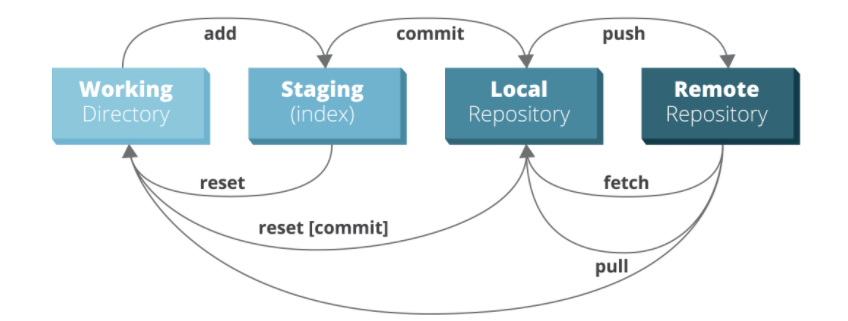 add
commit
push
Working
Directory
Staging
(index)
Local
Repository
Remote
Repository
reset
fetch
reset [commit]
pull